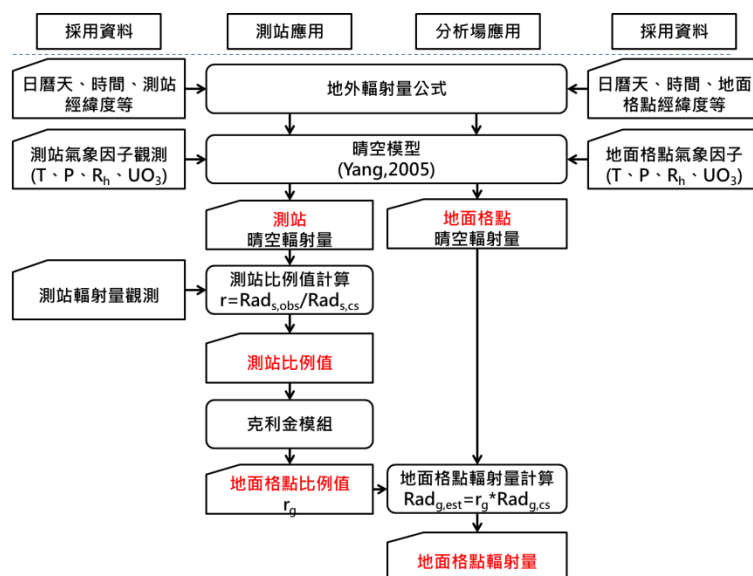 採用資料
測站應用
分析場應用
採用資料
日曆天、時間、測站
經緯度等
地外輻射量公式
日曆天、時間、地面
格點經緯度等
測站氣象因子觀測
(T、P、Rh、UO3)
晴空模型
(Yang,2005)
地面格點氣象因子
(T、P、Rh、UO3)
測站
晴空輻射量
地面格點
晴空輻射量
測站輻射量觀測
測站比例值計算
r=Rads,obs/Rads,cs
測站比例值
克利金模組
地面格點比例值
rg
地面格點輻射量計算
Radg,est=rg*Radg,cs
地面格點輻射量